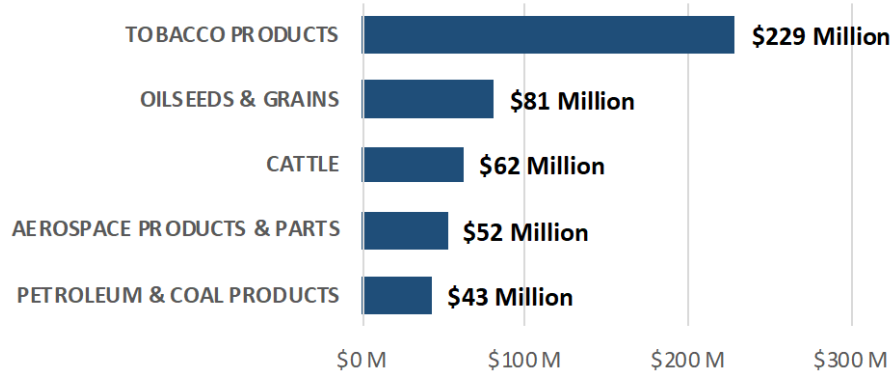 TOBACCO PRODUCTS
$229 Million
OILSEEDS & GRAINS
$81 Million
CATTLE
$62 Million
AEROSPACE PRODUCTS & PARTS
$52 Million
PETROLEUM & COAL PRODUCTS
$43 Million
$0 M
$100 M
$200 M
$300 M